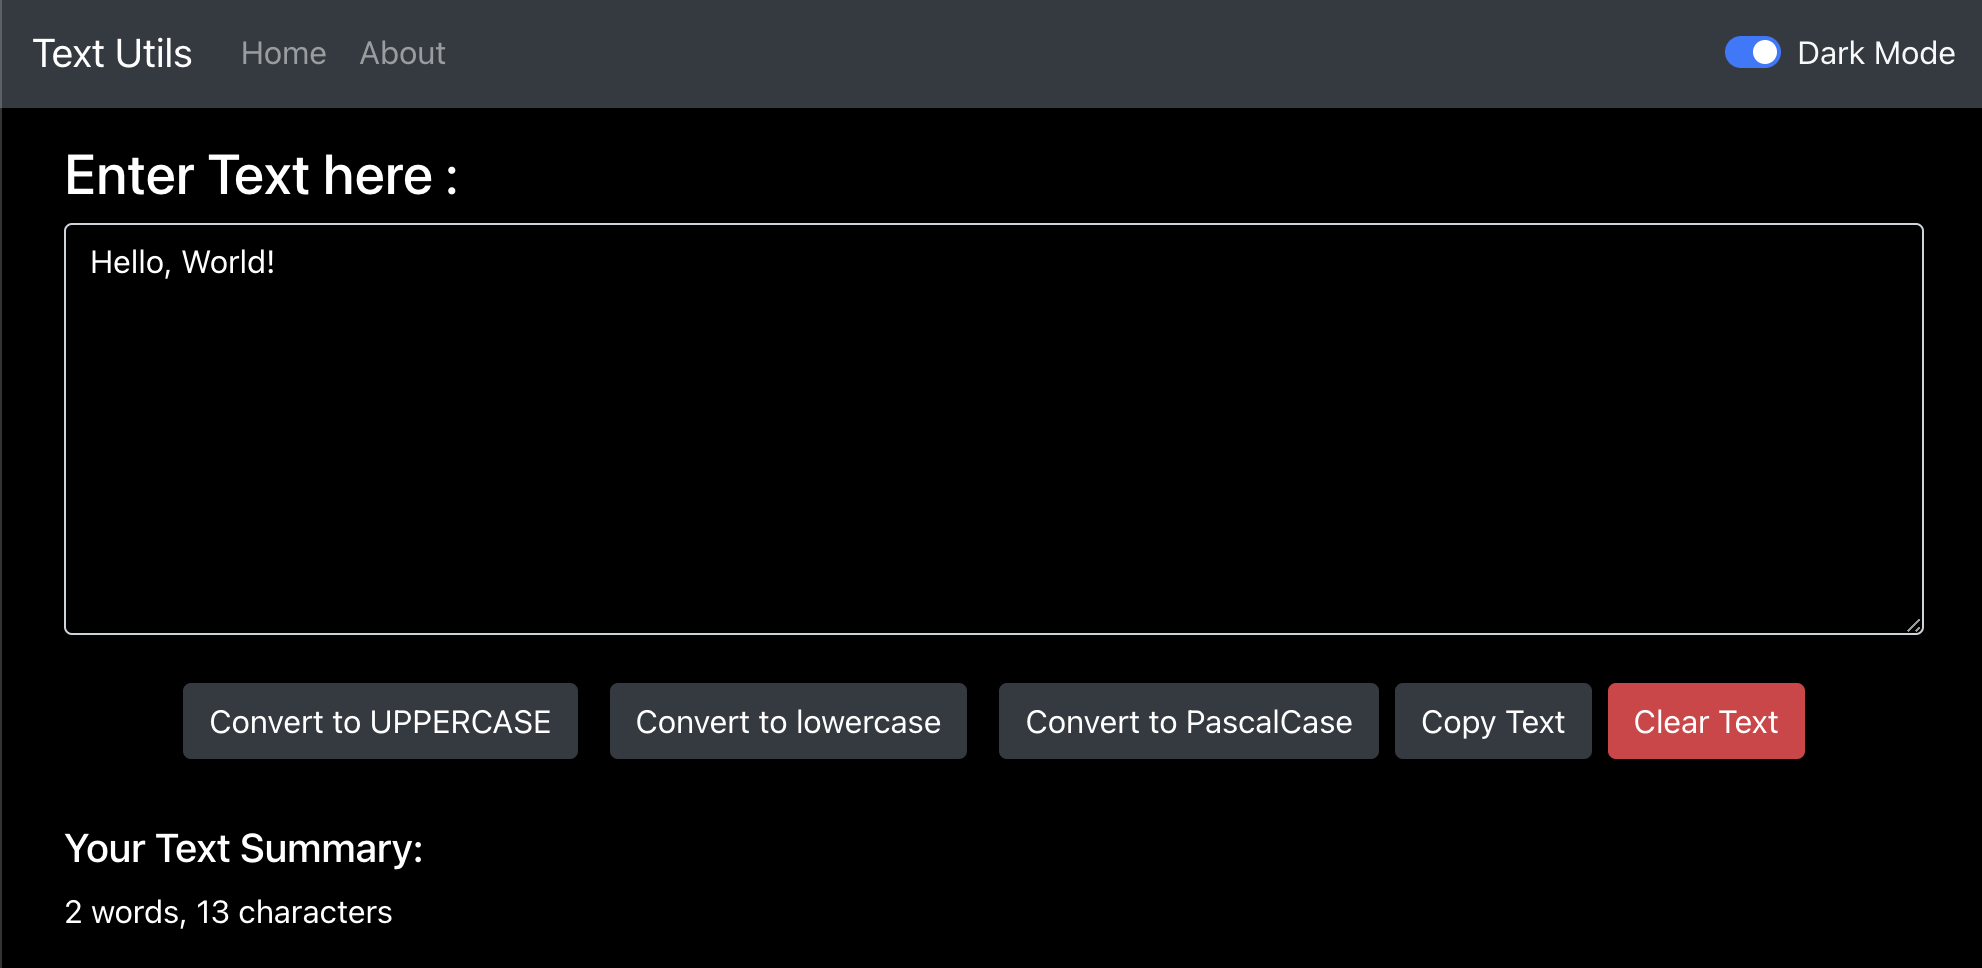 Text Utils Home About Dark Mode
Enter Text here :
Hello, World!
Convert to UPPERCASE Convert to lowercase Convert to PascalCase Copy Text Clear Text
Your Text Summary:
2 words, 13 characters